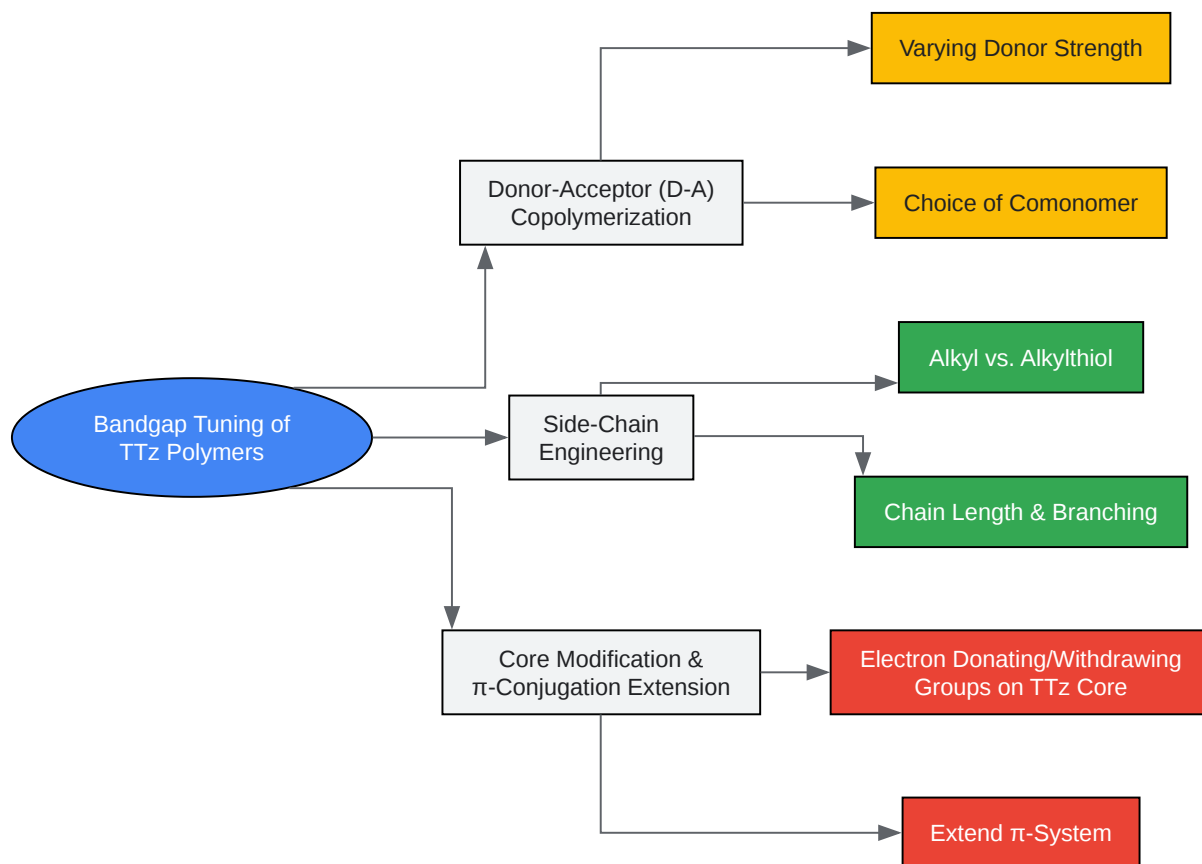 Varying Donor Strength
Donor-Acceptor (D-A)
Copolymerization
Choice of Comonomer
Alkyl vs. Alkylthiol
Bandgap Tuning of
TTz Polymers
Side-Chain
Engineering
Chain Length & Branching
Core Modification &
π-Conjugation Extension
Electron Donating/Withdrawing
Groups on TTz Core
Extend π-System